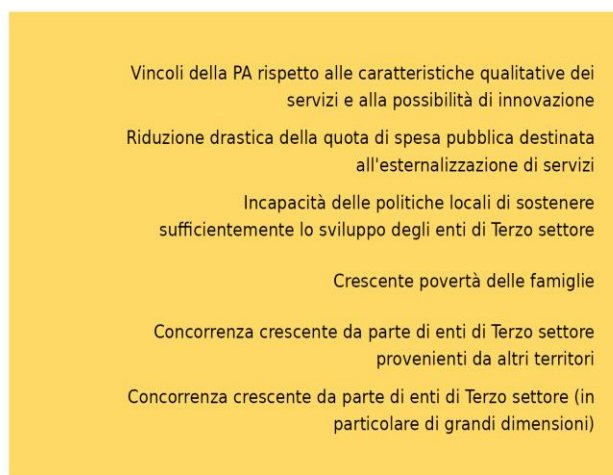 Vincoli della PA rispetto alle caratteristiche qualitative dei
servizi e alla possibilità di innovazione
Riduzione drastica della quota di spesa pubblica destinata
all'esternalizzazione di servizi
Incapacità delle politiche locali di sostenere
sufficientemente lo sviluppo degli enti di Terzo settore
Crescente povertà delle famiglie
Concorrenza crescente da parte di enti di Terzo settore
provenienti da altri territori
Concorrenza crescente da parte di enti di Terzo settore (in
particolare di grandi dimensioni)